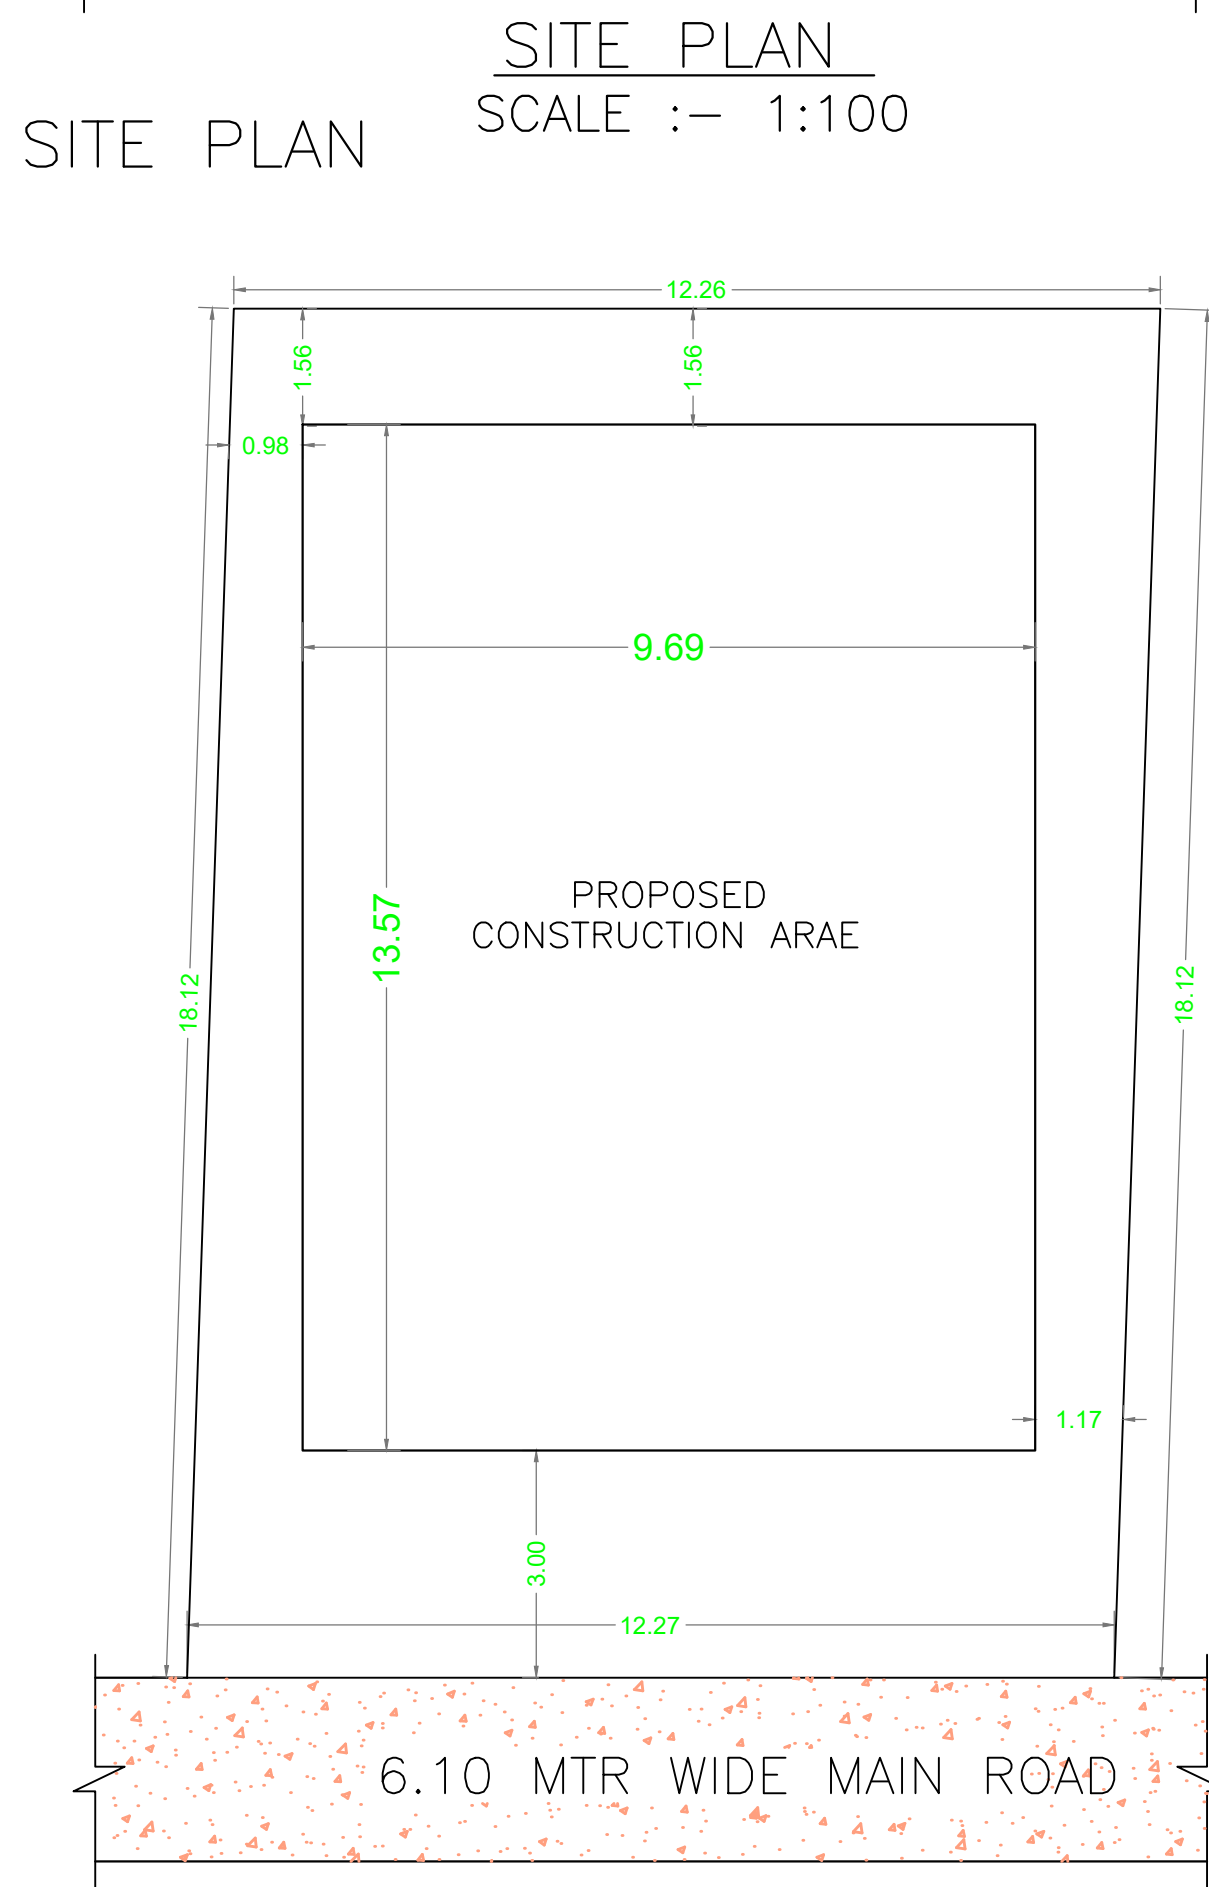 SITE PLAN
SCALE :- 1:100
SITE PLAN
12.26
1.56
1.56
0.98
9.69
13.57
PROPOSED
CONSTRUCTION ARAE
18.12
18.12
1.17
3.00
12.27
6.10 MTR WIDE MAIN ROAD